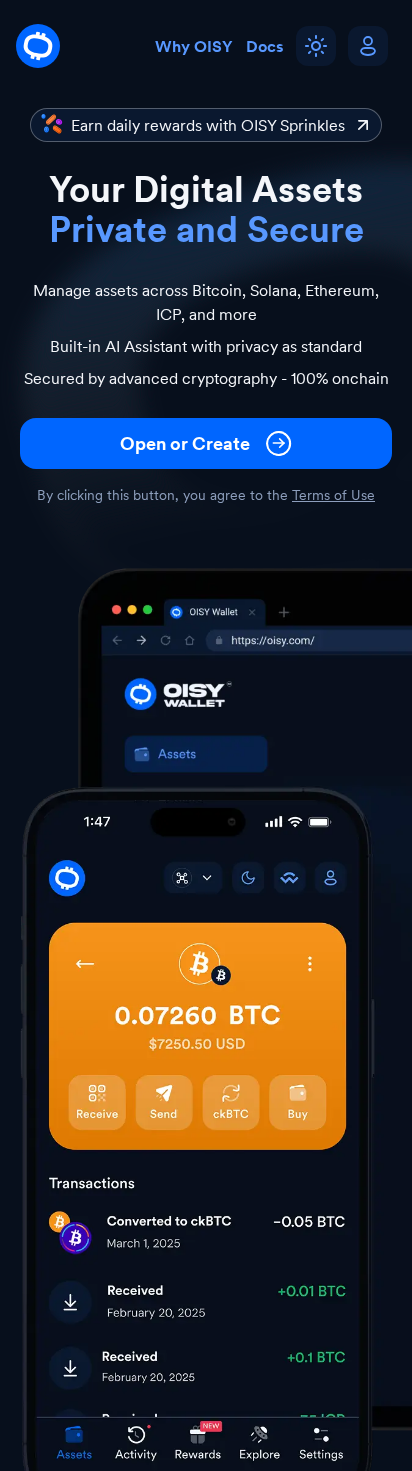 Why OISY Docs
Earn daily rewards with OISY Sprinkles
Your Digital Assets
Private and Secure
Manage assets across Bitcoin, Solana, Ethereum,
ICP, and more
Built-in AI Assistant with privacy as standard
Secured by advanced cryptography - 100% onchain
Open or Create
By clicking this button, you agree to the Terms of Use
OISY Wallet
https://oisy.com/
OISY
WALLET
Assets
1:47
0.07260 BTC
$7250.50 USD
Receive Send ckBTC Buy
Transactions
Converted to ckBTC −0.05 BTC
March 1, 2025
Received +0.01 BTC
February 20, 2025
Received +0.1 BTC
February 20, 2025
NEW
Assets Activity Rewards Explore Settings